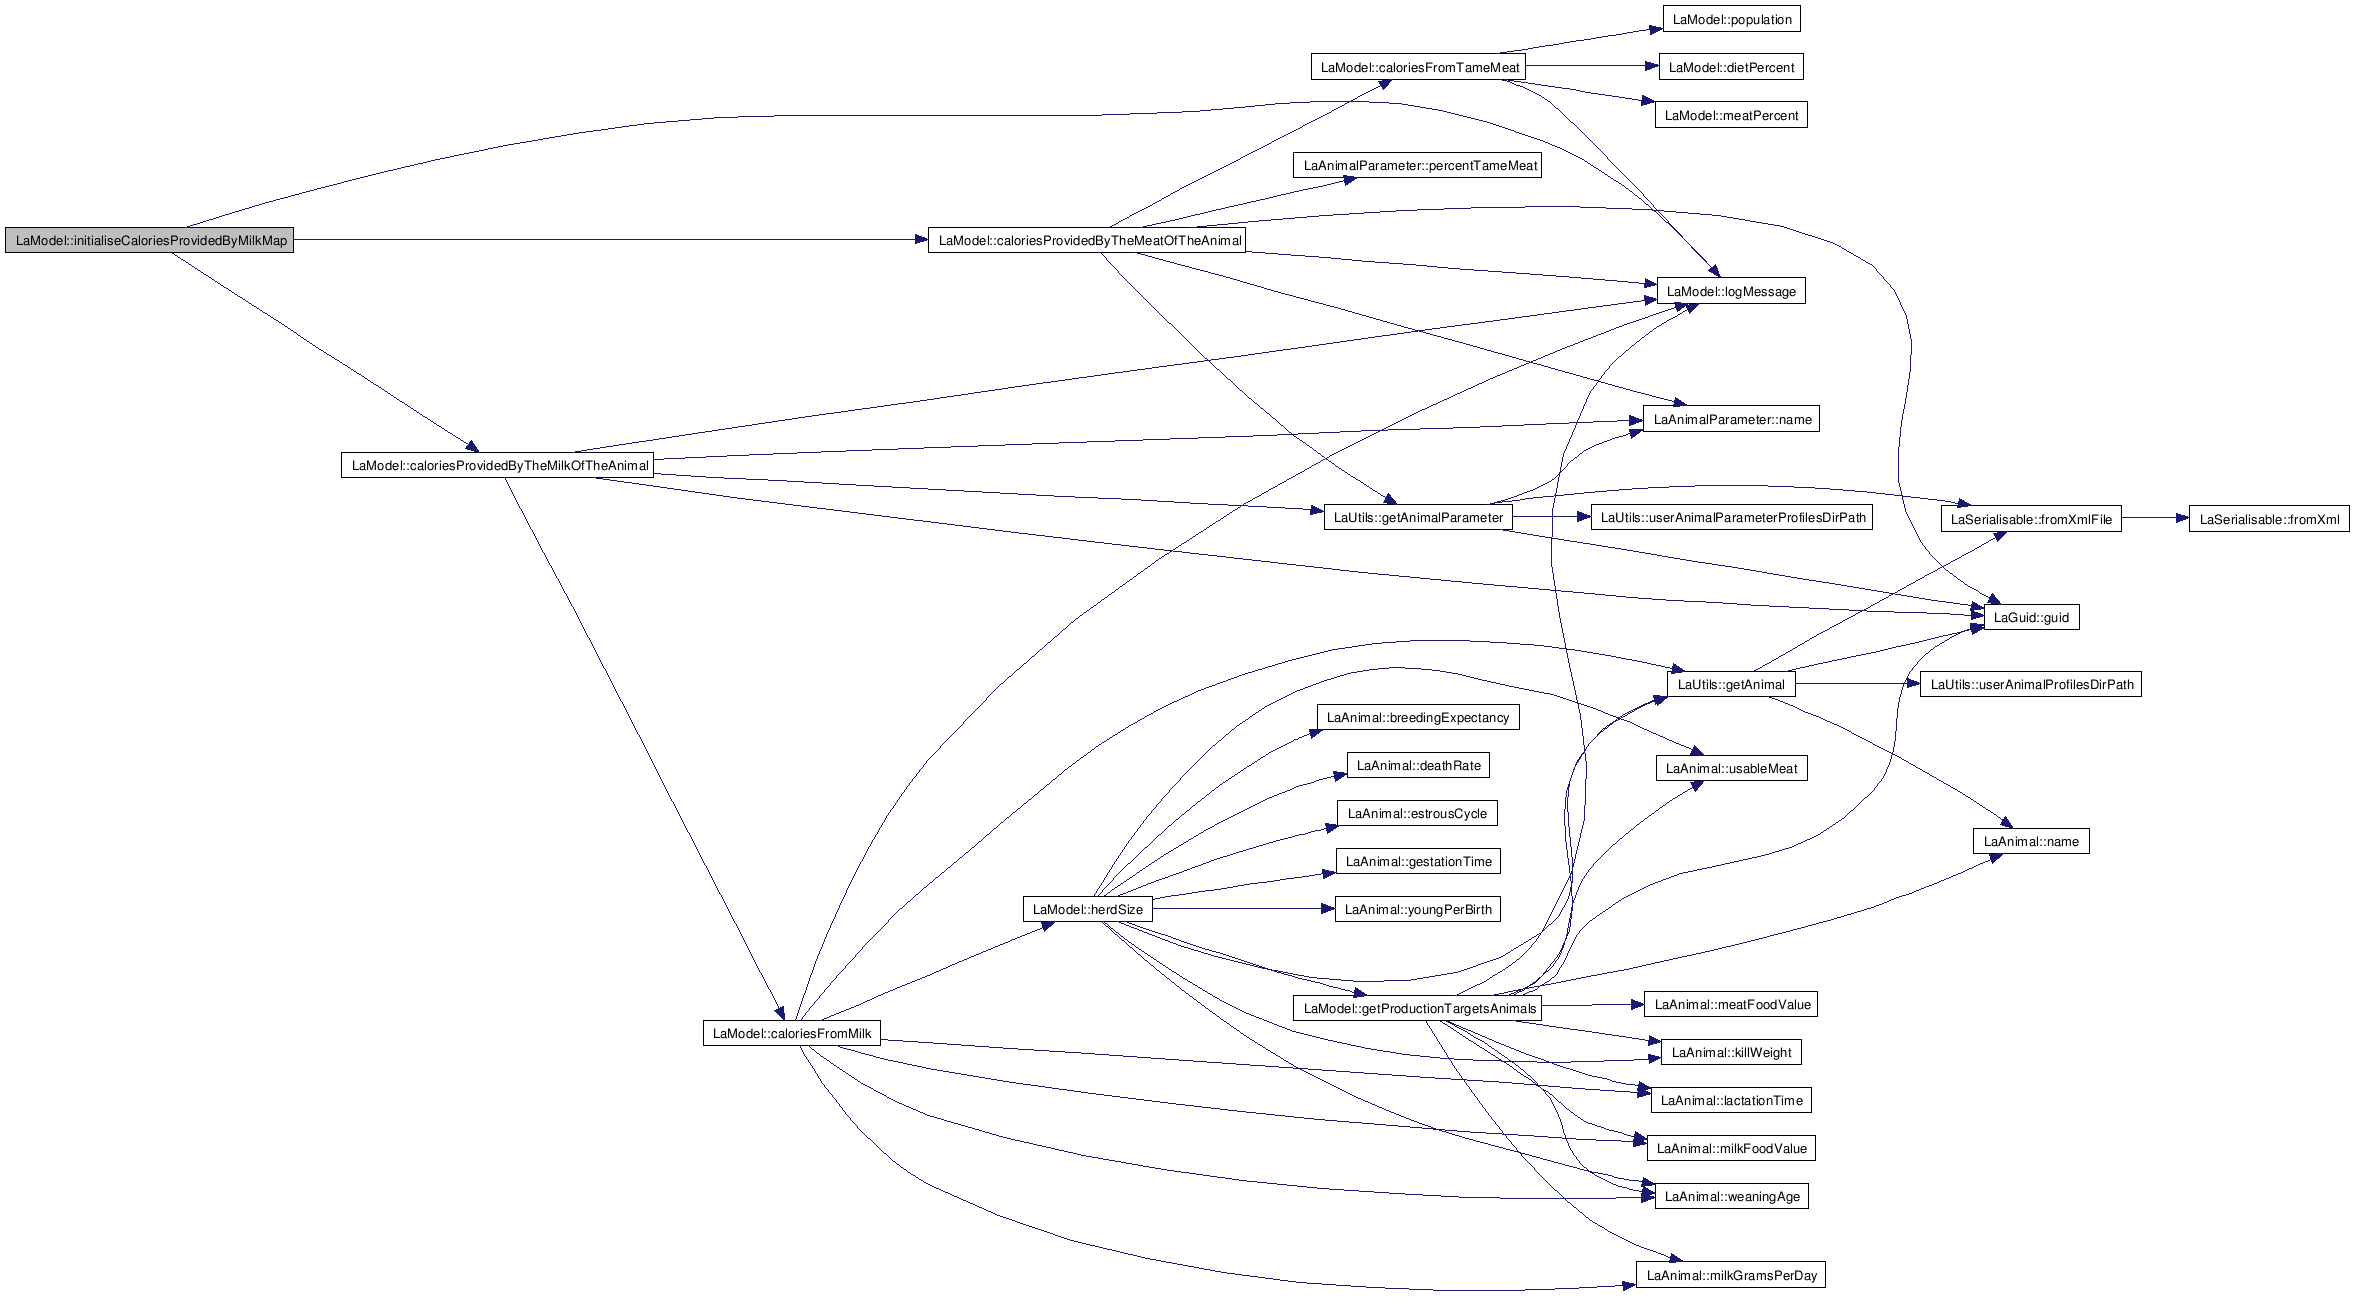 LaModel::population
LaModel::caloriesFromTameMeat
LaModel::dietPercent
LaModel::meatPercent
LaAnimalParameter::percentTameMeat
LaModel::initialiseCaloriesProvidedByMilkMap
LaModel::caloriesProvidedByTheMeatOfTheAnimal
LaModel::logMessage
LaAnimalParameter::name
LaModel::caloriesProvidedByTheMilkOfTheAnimal
LaUtils::getAnimalParameter
LaUtils::userAnimalParameterProfilesDirPath
LaSerialisable::fromXmlFile
LaSerialisable::fromXml
LaGuid::guid
LaUtils::getAnimal
LaUtils::userAnimalProfilesDirPath
LaAnimal::breedingExpectancy
LaAnimal::deathRate
LaAnimal::usableMeat
LaAnimal::estrousCycle
LaAnimal::name
LaAnimal::gestationTime
LaModel::herdSize
LaAnimal::youngPerBirth
LaModel::getProductionTargetsAnimals
LaAnimal::meatFoodValue
LaModel::caloriesFromMilk
LaAnimal::killWeight
LaAnimal::lactationTime
LaAnimal::milkFoodValue
LaAnimal::weaningAge
LaAnimal::milkGramsPerDay